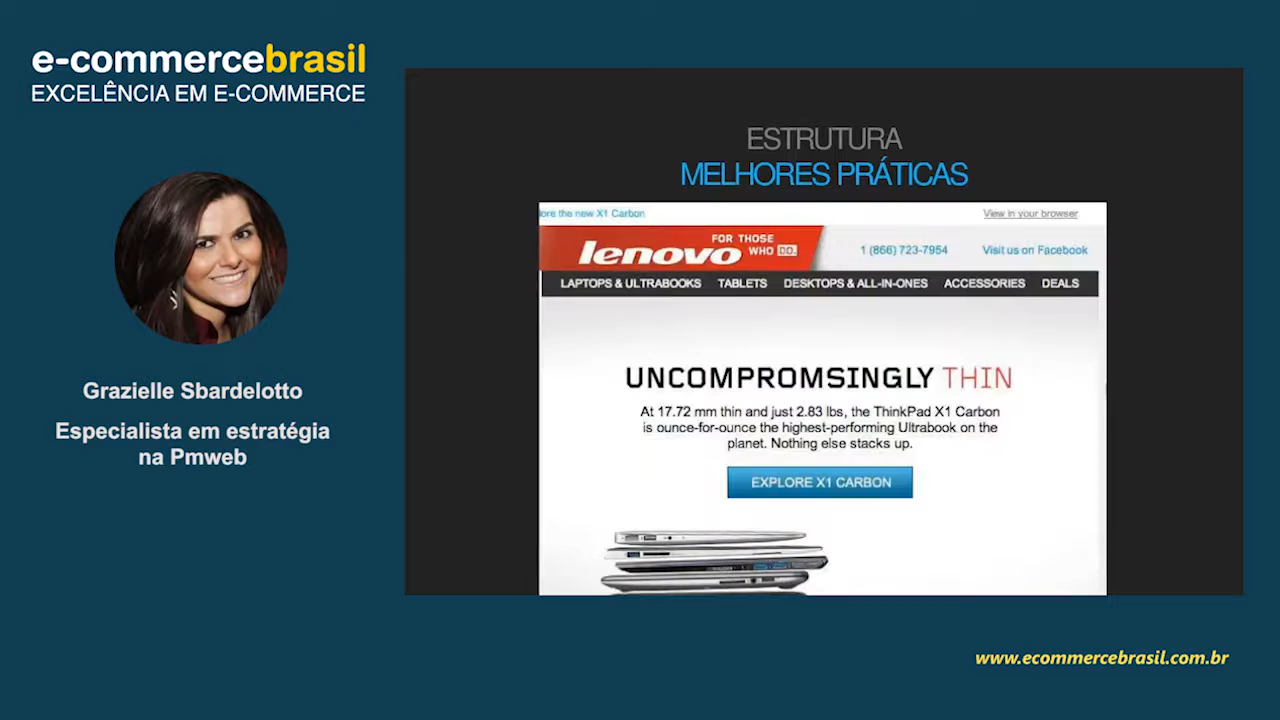 e-commercebrasil
EXCELÊNCIA EM E-COMMERCE
Grazielle Sbardelotto
Especialista em estratégia
na Pmweb
ESTRUTURA
MELHORES PRÁTICAS
the new X1 Carbon
View in your browser
lenovo
FOR THOSE
WHO DO.
1 (866) 723-7954
Visit us on Facebook
LAPTOPS & ULTRABOOKS TABLETS DESKTOPS & ALL-IN-ONES ACCESSORIES DEALS
UNCOMPROMSINGLY THIN
At 17.72 mm thin and just 2.83 lbs, the ThinkPad X1 Carbon
is ounce-for-ounce the highest-performing Ultrabook on the
planet. Nothing else stacks up.
EXPLORE X1 CARBON
www.ecommercebrasil.com.br